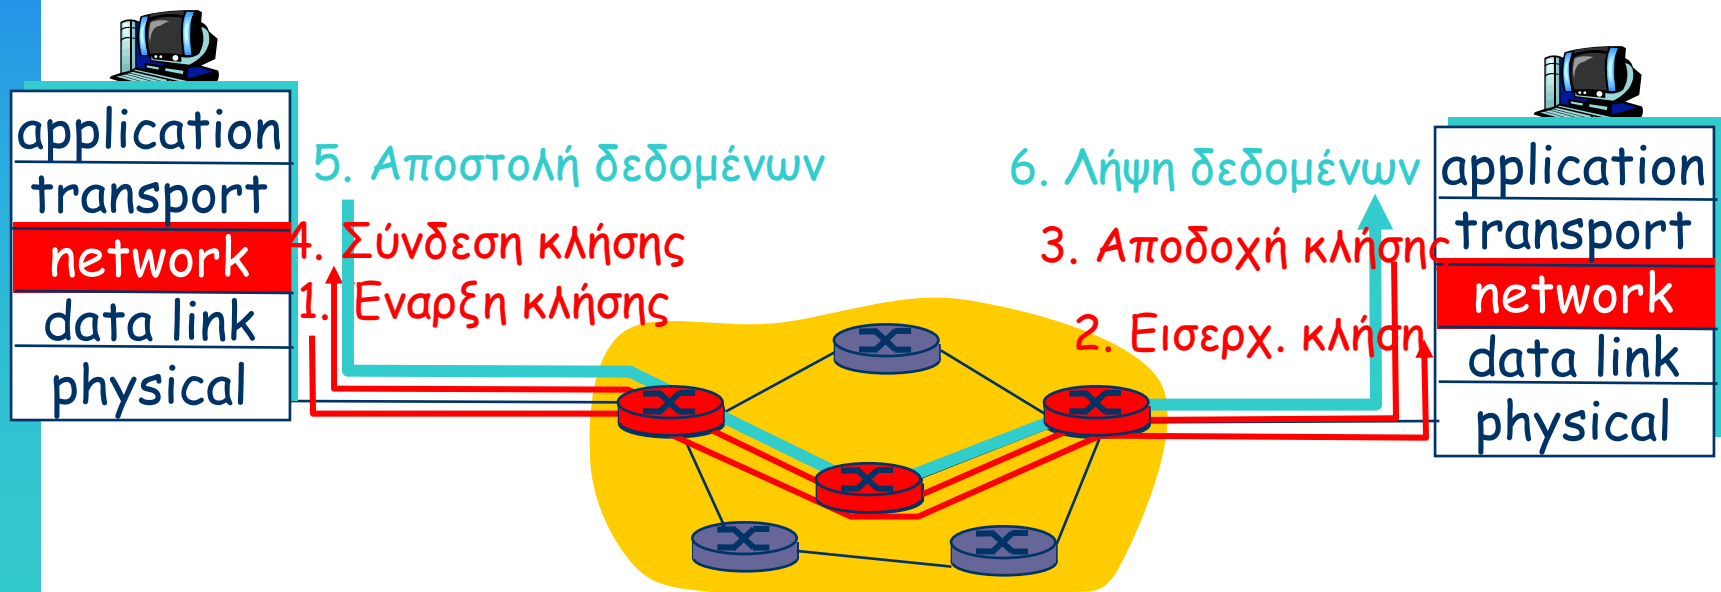 application
transport
network
data link
physical
5. Αποστολή δεδομένων
4. Σύνδεση κλήσης
1. Έναρξη κλήσης
6. Λήψη δεδομένων
3. Αποδοχή κλήσης
2. Εισερχ. κλήση
application
transport
network
data link
physical